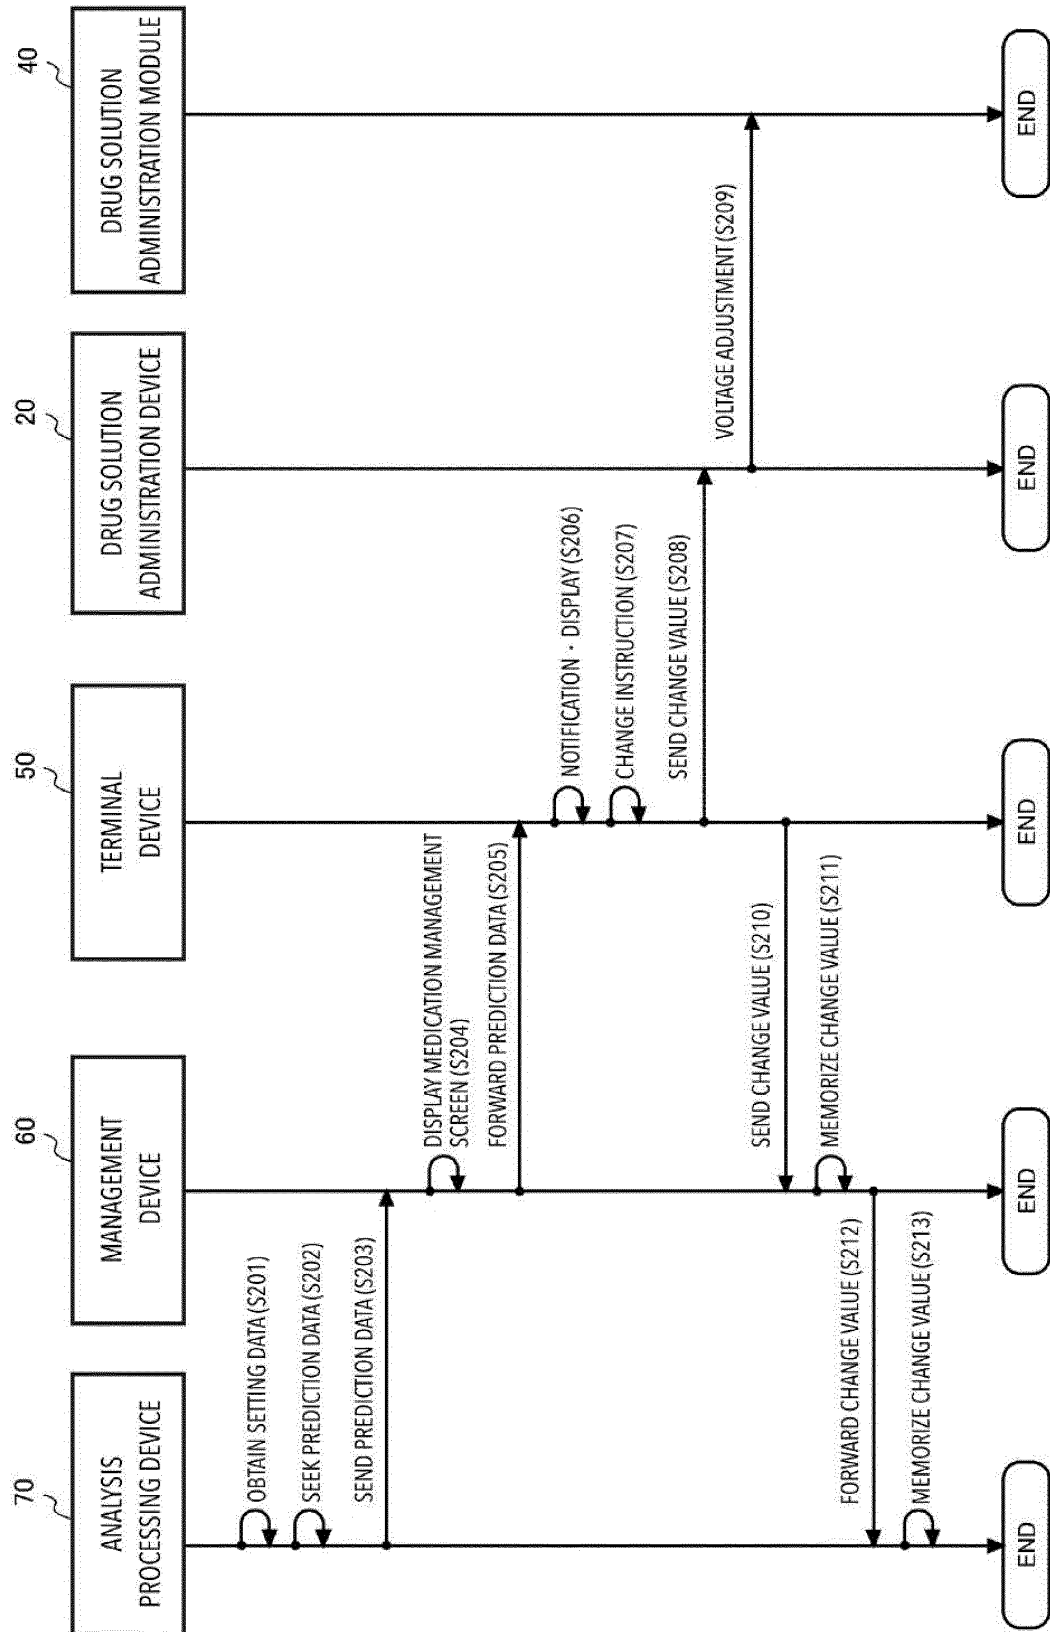 70
ANALYSIS
PROCESSING DEVICE
60
MANAGEMENT
DEVICE
50
TERMINAL
DEVICE
20
DRUG SOLUTION
ADMINISTRATION DEVICE
40
DRUG SOLUTION
ADMINISTRATION MODULE
OBTAIN SETTING DATA (S201)
SEEK PREDICTION DATA (S202)
SEND PREDICTION DATA (S203)
DISPLAY MEDICATION MANAGEMENT
SCREEN (S204)
FORWARD PREDICTION DATA (S205)
NOTIFICATION · DISPLAY (S206)
CHANGE INSTRUCTION (S207)
SEND CHANGE VALUE (S208)
VOLTAGE ADJUSTMENT (S209)
SEND CHANGE VALUE (S210)
MEMORIZE CHANGE VALUE (S211)
FORWARD CHANGE VALUE (S212)
MEMORIZE CHANGE VALUE (S213)
END
END
END
END
END